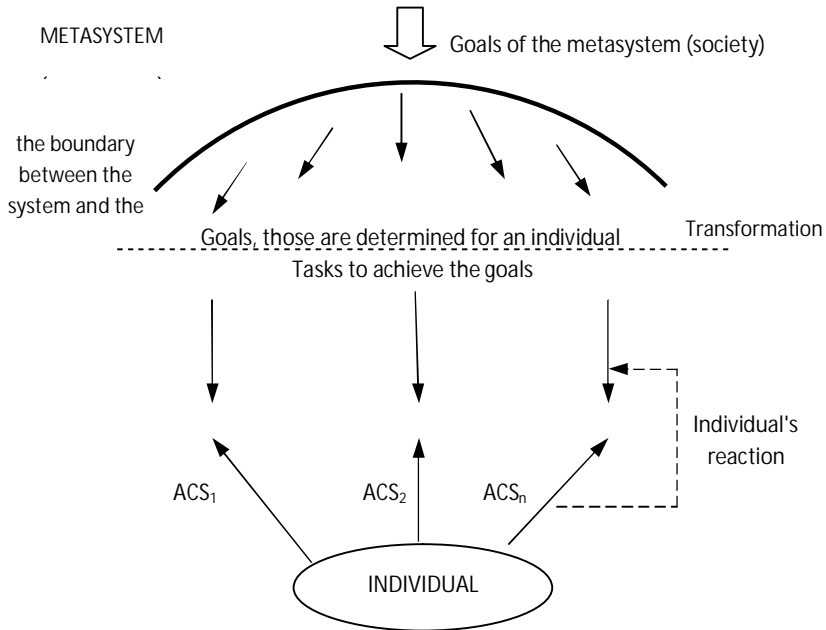 METASYSTEM
Goals of the metasystem (society)
the boundary
between the
system and the
Goals, those are determined for an individual
Transformation
Tasks to achieve the goals
Individual's
reaction
ACS₁
ACS₂
ACSₙ
INDIVIDUAL